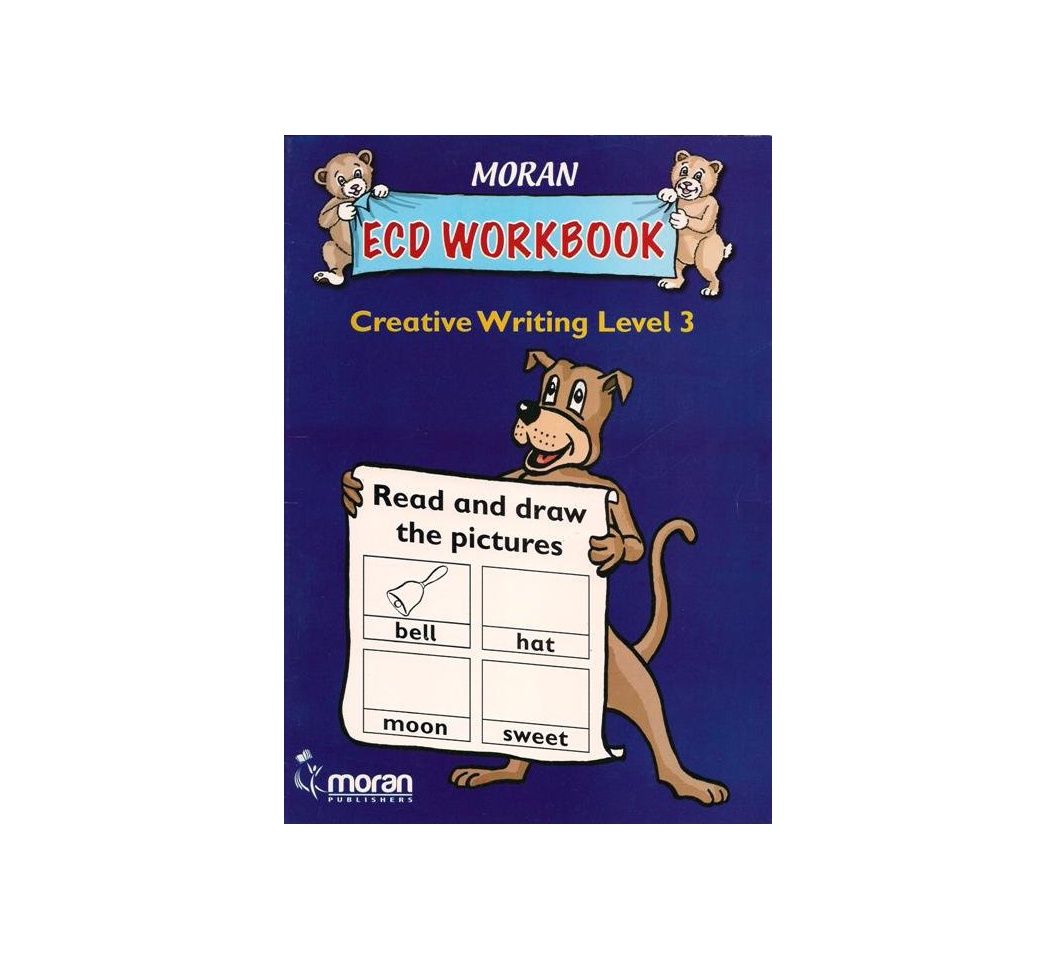 MORAN
ECD WORKBOOK
Creative Writing Level 3
Read and draw
the pictures
bell
hat
moon
sweet
moran
PUBLISHERS